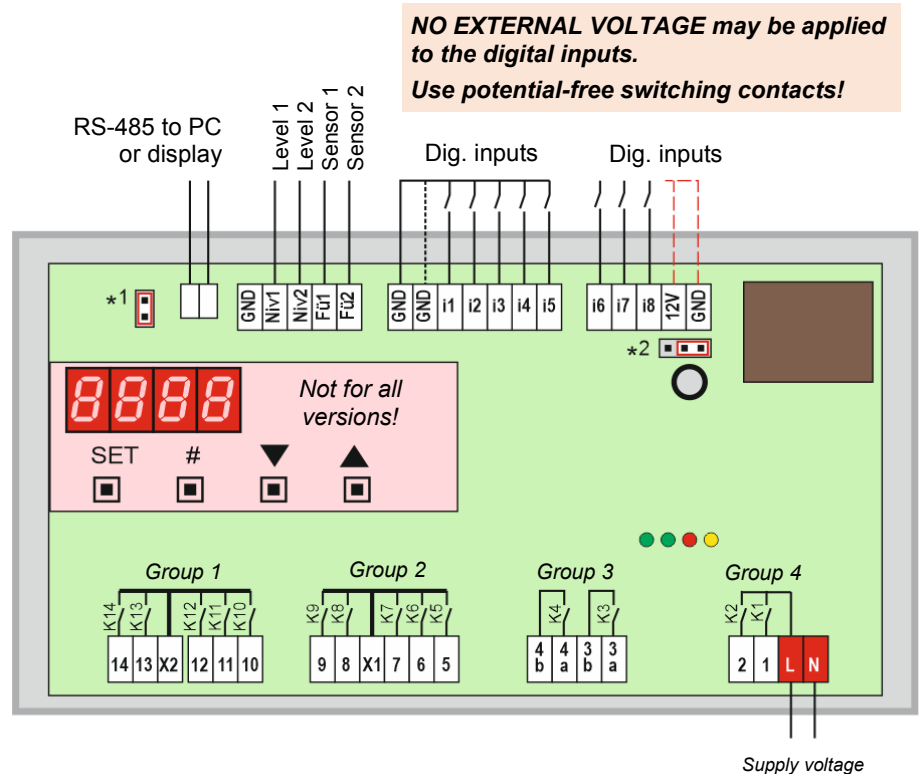 NO EXTERNAL VOLTAGE may be applied
to the digital inputs.
Use potential-free switching contacts!
RS-485 to PC
or display
Level 1
Level 2
Sensor 1
Sensor 2
Dig. inputs
Dig. inputs
*1
GND
Niv1
Niv2
Fü1
Fü2
GND
GND
i1
i2
i3
i4
i5
i6
i7
i8
12V
GND
*2
8888
Not for all
versions!
SET
#
▼
▲
Group 1
Group 2
Group 3
Group 4
K14
K13
K12
K11
K10
K9
K8
K7
K6
K5
K4
K3
K2
K1
14
13
X2
12
11
10
9
8
X1
7
6
5
4
b
4
a
3
b
3
a
2
1
L
N
Supply voltage